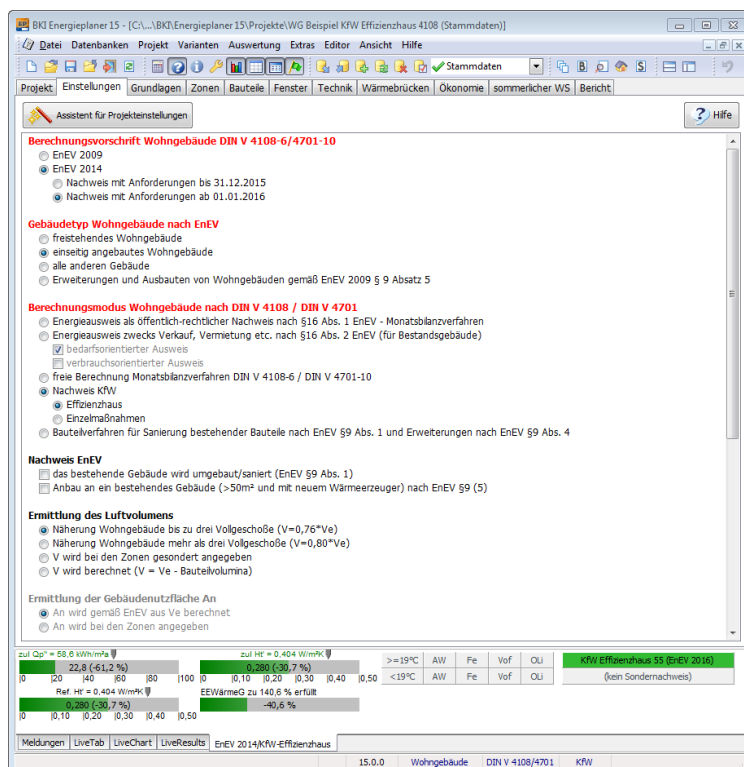 BKI Energieplaner 15 - [C:\...\BKI\Energieplaner15\Projekte\WG Beispiel KfW Effizienzhaus 4108 (Stammdaten)]
Datei Datenbanken Projekt Varianten Auswertung Extras Editor Ansicht Hilfe
Stammdaten
Projekt Einstellungen Grundlagen Zonen Bauteile Fenster Technik Wärmebrücken Ökonomie sommerlicher WS Bericht
Assistent für Projekteinstellungen
Hilfe
Berechnungsvorschrift Wohngebäude DIN V 4108-6/4701-10
EnEV 2009
EnEV 2014
Nachweis mit Anforderungen bis 31.12.2015
Nachweis mit Anforderungen ab 01.01.2016
Gebäudetyp Wohngebäude nach EnEV
freistehendes Wohngebäude
einseitig angebautes Wohngebäude
alle anderen Gebäude
Erweiterungen und Ausbauten von Wohngebäuden gemäß EnEV 2009 § 9 Absatz 5
Berechnungsmodus Wohngebäude nach DIN V 4108 / DIN V 4701
Energieausweis als öffentlich-rechtlicher Nachweis nach §16 Abs. 1 EnEV - Monatsbilanzverfahren
Energieausweis zwecks Verkauf, Vermietung etc. nach §16 Abs. 2 EnEV (für Bestandsgebäude)
bedarfsorientierter Ausweis
verbrauchsorientierter Ausweis
freie Berechnung Monatsbilanzverfahren DIN V 4108-6 / DIN V 4701-10
Nachweis KfW
Effizienzhaus
Einzelmaßnahmen
Bauteilverfahren für Sanierung bestehender Bauteile nach EnEV §9 Abs. 1 und Erweiterungen nach EnEV §9 Abs. 4
Nachweis EnEV
das bestehende Gebäude wird umgebaut/saniert (EnEV §9 Abs. 1)
Anbau an ein bestehendes Gebäude (>50m² und mit neuem Wärmeerzeuger) nach EnEV §9 (5)
Ermittlung des Luftvolumens
Näherung Wohngebäude bis zu drei Vollgeschoße (V=0,76*Ve)
Näherung Wohngebäude mehr als drei Vollgeschoße (V=0,80*Ve)
V wird bei den Zonen gesondert angegeben
V wird berechnet (V = Ve - Bauteilvolumina)
Ermittlung der Gebäudenutzfläche An
An wird gemäß EnEV aus Ve berechnet
An wird bei den Zonen angegeben
zul Qp" = 58,6 kWh/m²a zul Ht' = 0,404 W/m²K
22,8 (-61,2 %) 0,280 (-30,7 %)
|0 |20 |40 |60 |80 |100 |0 |0,10 |0,20 |0,30 |0,40 |0,50
Ref. Ht' = 0,404 W/m²K EEWärmeG zu 140,6 % erfüllt
0,280 (-30,7 %) -40,6 %
|0 |0,10 |0,20 |0,30 |0,40 |0,50
>=19°C AW Fe Vof OLi KfW Effizienzhaus 55 (EnEV 2016)
<19°C AW Fe Vof OLi (kein Sondernachweis)
Meldungen LiveTab LiveChart LiveResults EnEV 2014/KfW-Effizienzhaus
15.0.0 Wohngebäude DIN V 4108/4701 KfW